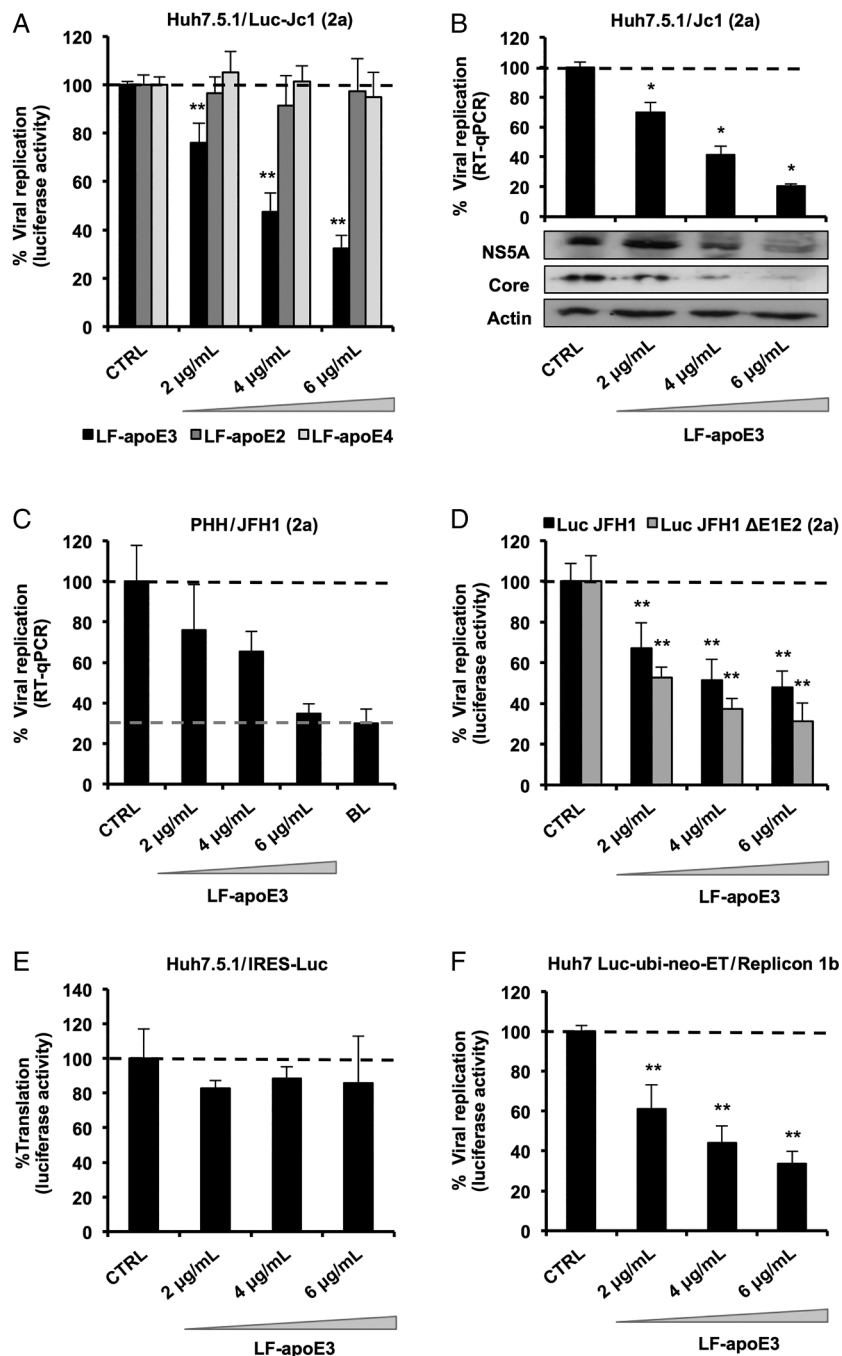 A
Huh7.5.1/Luc-Jc1 (2a)
% Viral replication
(luciferase activity)
120
100
80
60
40
20
0
**
**
**
CTRL
2 µg/mL
4 µg/mL
6 µg/mL
LF-apoE3 LF-apoE2 LF-apoE4
B
Huh7.5.1/Jc1 (2a)
% Viral replication
(RT-qPCR)
120
100
80
60
40
20
0
*
*
*
NS5A
Core
Actin
CTRL
2 µg/mL
4 µg/mL
6 µg/mL
LF-apoE3
C
PHH/JFH1 (2a)
% Viral replication
(RT-qPCR)
120
100
80
60
40
20
0
CTRL
2 µg/mL
4 µg/mL
6 µg/mL
BL
LF-apoE3
D
Luc JFH1 Luc JFH1 ΔE1E2 (2a)
% Viral replication
(luciferase activity)
120
100
80
60
40
20
0
**
**
**
**
**
**
CTRL
2 µg/mL
4 µg/mL
6 µg/mL
LF-apoE3
E
Huh7.5.1/IRES-Luc
%Translation
(luciferase activity)
140
120
100
80
60
40
20
0
CTRL
2 µg/mL
4 µg/mL
6 µg/mL
LF-apoE3
F
Huh7 Luc-ubi-neo-ET/Replicon 1b
% Viral replication
(luciferase activity)
120
100
80
60
40
20
0
**
**
**
CTRL
2 µg/mL
4 µg/mL
6 µg/mL
LF-apoE3